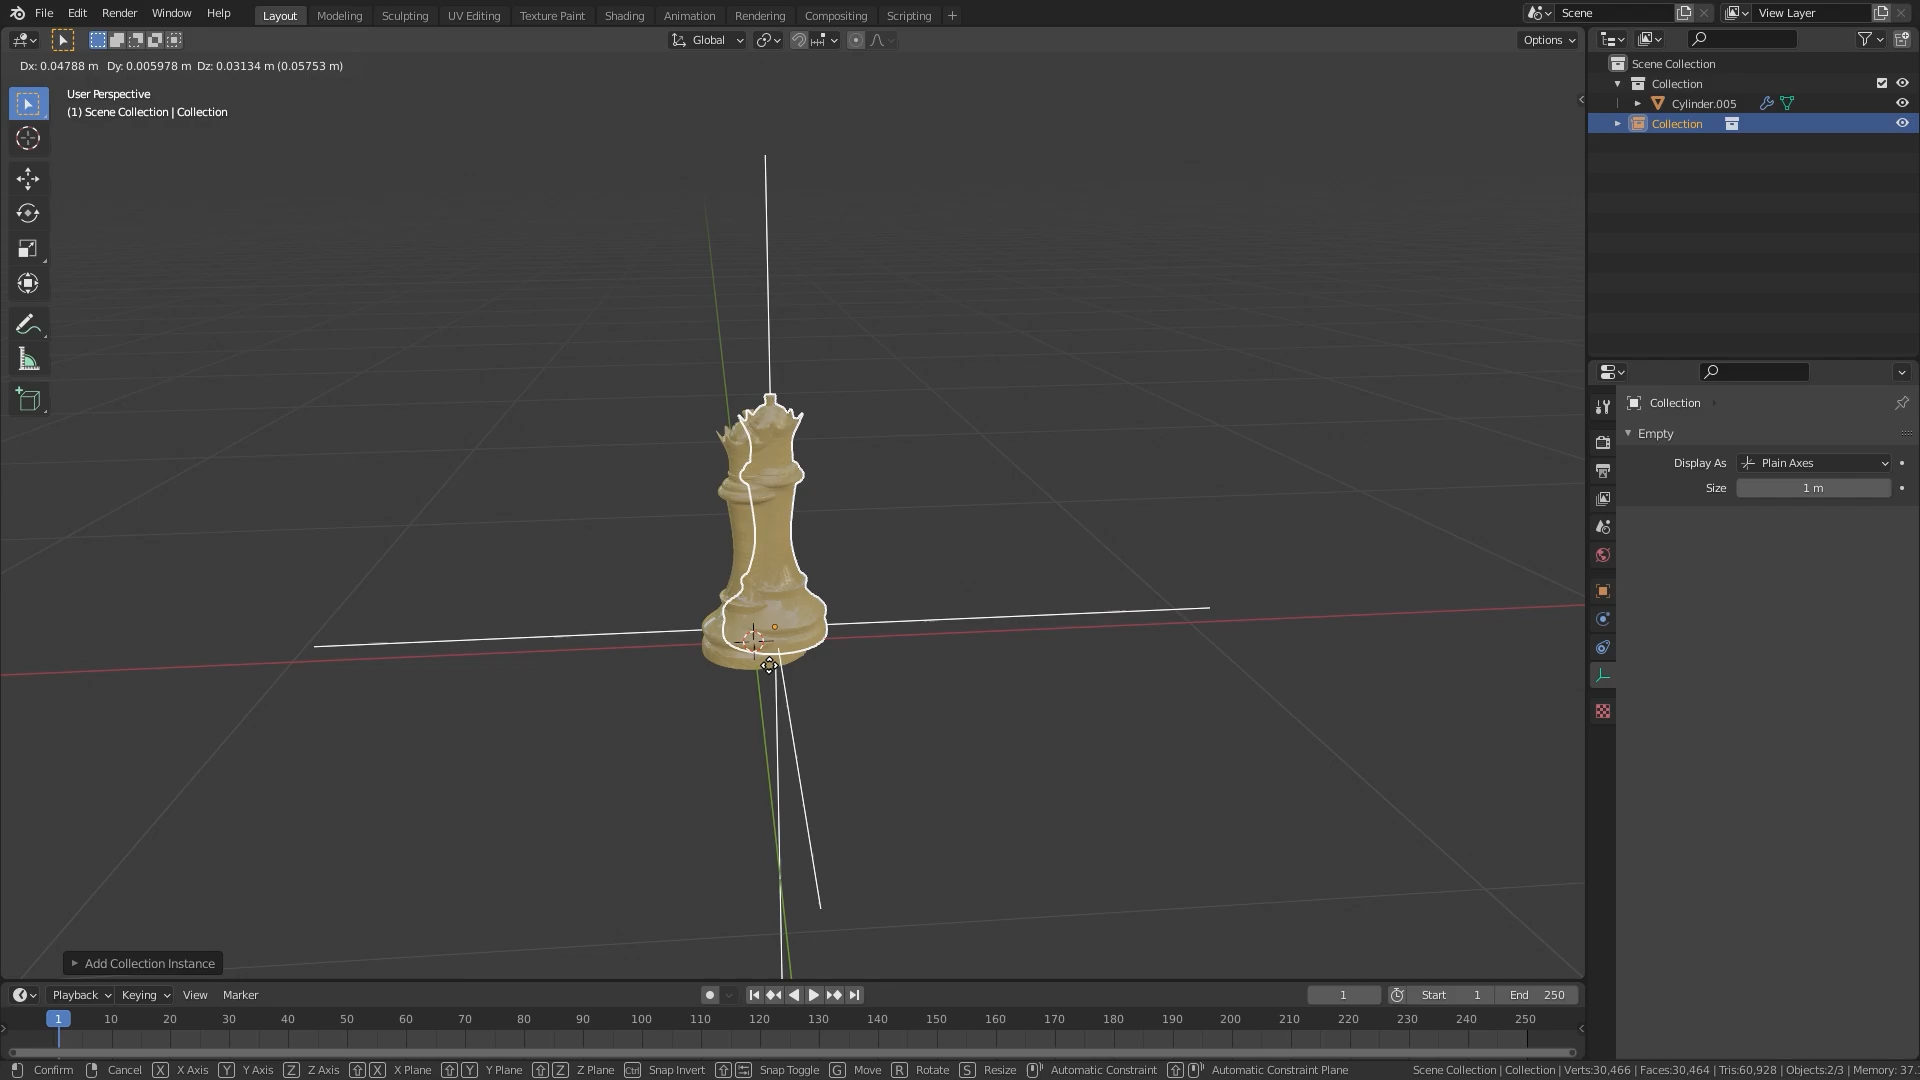 File Edit Render Window Help Layout Modeling Sculpting UV Editing Texture Paint Shading Animation Rendering Compositing Scripting + Scene View Layer
Global Options
Dx: 0.04788 m Dy: 0.005978 m Dz: 0.03134 m (0.05753 m)
User Perspective
(1) Scene Collection | Collection
Scene Collection
Collection
Cylinder.005
Collection
Collection
Empty
Display As Plain Axes
Size 1 m
Add Collection Instance
Playback Keying View Marker 1 Start 1 End 250
1 10 20 30 40 50 60 70 80 90 100 110 120 130 140 150 160 170 180 190 200 210 220 230 240 250
Confirm Cancel X X Axis Y Y Axis Z Z Axis X X Plane Y Y Plane Z Z Plane Ctrl Snap Invert Snap Toggle G Move R Rotate S Resize Automatic Constraint Automatic Constraint Plane Scene Collection | Collection | Verts:30,466 | Faces:30,464 | Tris:60,928 | Objects:2/3 | Memory: 37.